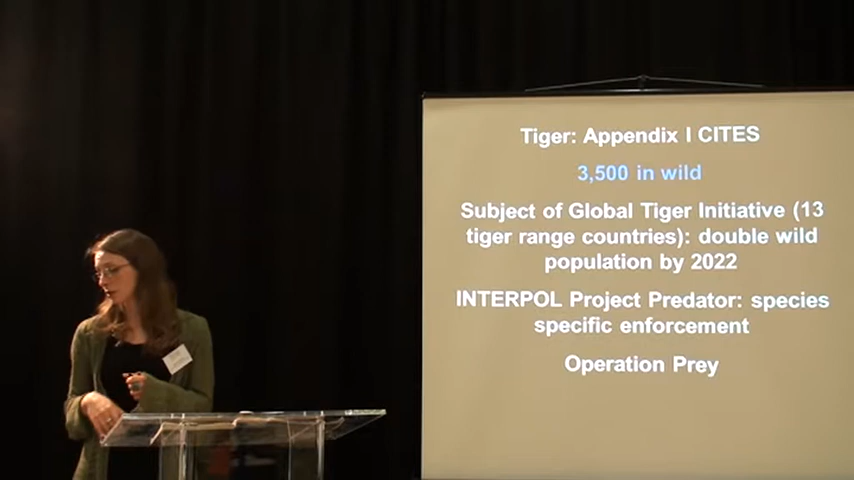 Tiger: Appendix I CITES
3,500 in wild
Subject of Global Tiger Initiative (13
tiger range countries): double wild
population by 2022
INTERPOL Project Predator: species
specific enforcement
Operation Prey